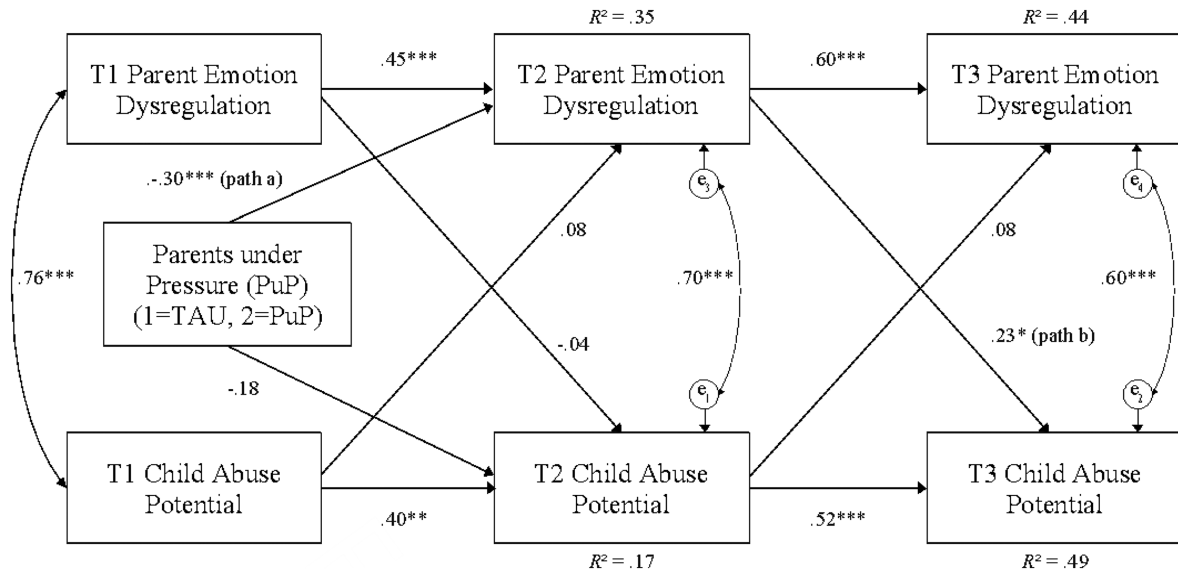 R² = .35
R² = .44
T1 Parent Emotion
Dysregulation
.45***
T2 Parent Emotion
Dysregulation
.60***
T3 Parent Emotion
Dysregulation
.-.30*** (path a)
e3
e4
Parents under
Pressure (PuP)
(1=TAU, 2=PuP)
.76***
.08
.70***
.08
.60***
-.04
.23* (path b)
-.18
e1
e2
T1 Child Abuse
Potential
.40**
T2 Child Abuse
Potential
.52***
T3 Child Abuse
Potential
R² = .17
R² = .49